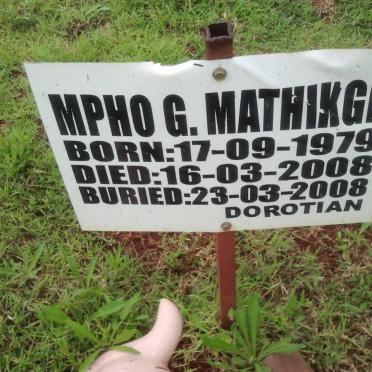 MPHO G. MATHIKG
BORN:17-09-1979
DIED:16-03-2008
BURIED:23-03-2008
DOROTIAN